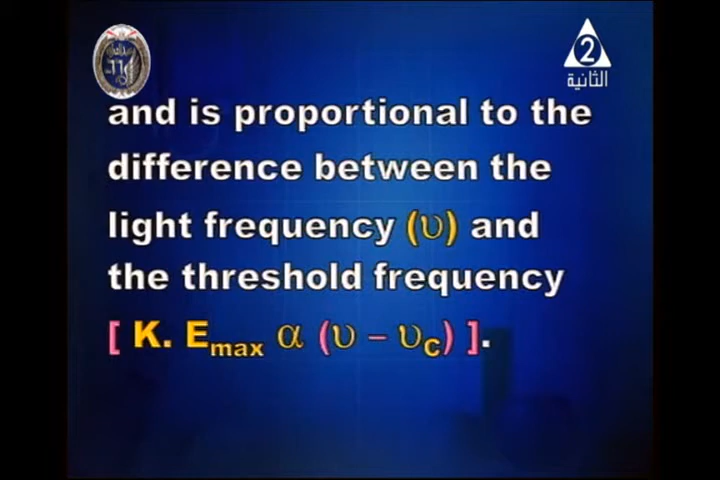 2
الثانية
and is proportional to the
difference between the
light frequency (υ) and
the threshold frequency
[ K. Emax α (υ – υC) ].